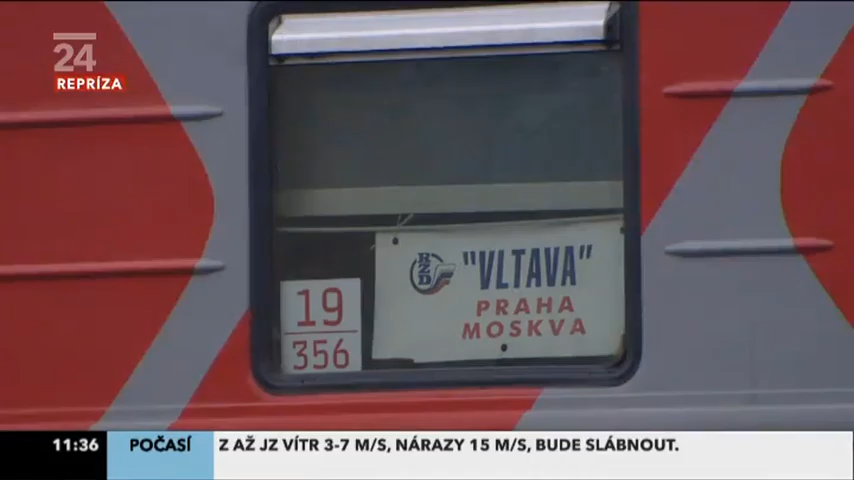 24
REPRÍZA
RŽD
"VLTAVA"
PRAHA
MOSKVA
19
356
11:36
POČASÍ
Z AŽ JZ VÍTR 3-7 M/S, NÁRAZY 15 M/S, BUDE SLÁBNOUT.